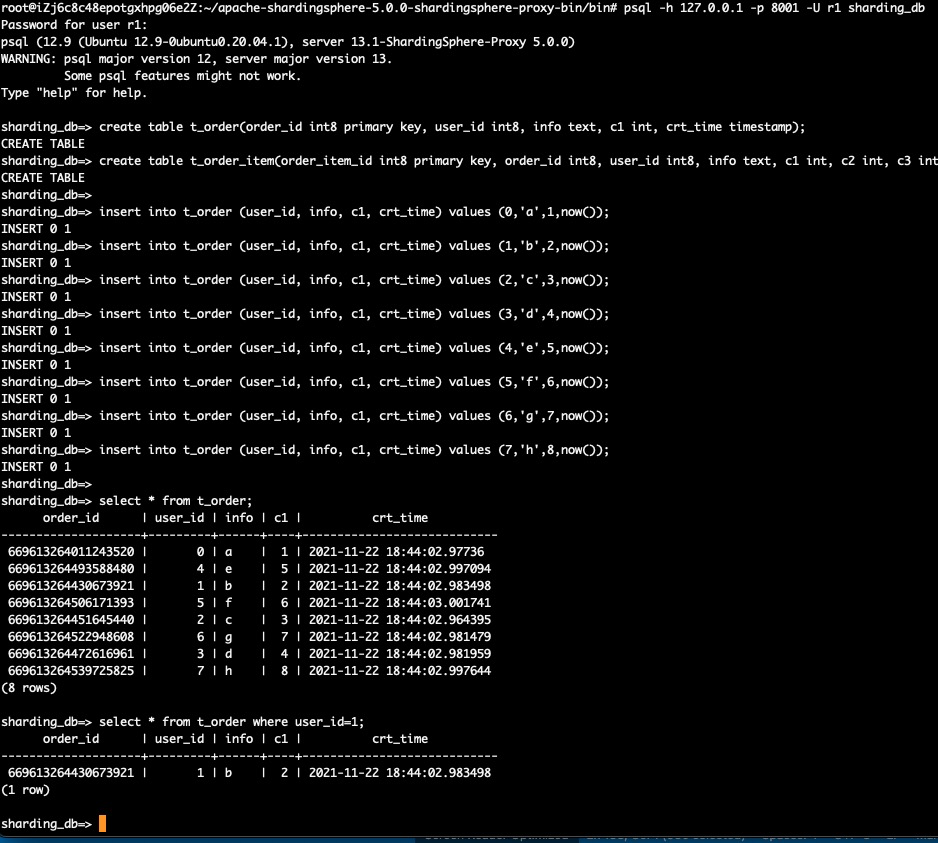 root@iZj6c8c48epotgxhpg06e2Z:~/apache-shardingsphere-5.0.0-shardingsphere-proxy-bin/bin# psql -h 127.0.0.1 -p 8001 -U r1 sharding_db
Password for user r1:
psql (12.9 (Ubuntu 12.9-0ubuntu0.20.04.1), server 13.1-ShardingSphere-Proxy 5.0.0)
WARNING: psql major version 12, server major version 13.
         Some psql features might not work.
Type "help" for help.
sharding_db=> create table t_order(order_id int8 primary key, user_id int8, info text, c1 int, crt_time timestamp);
CREATE TABLE
sharding_db=> create table t_order_item(order_item_id int8 primary key, order_id int8, user_id int8, info text, c1 int, c2 int, c3 int
CREATE TABLE
sharding_db=>
sharding_db=> insert into t_order (user_id, info, c1, crt_time) values (0,'a',1,now());
INSERT 0 1
sharding_db=> insert into t_order (user_id, info, c1, crt_time) values (1,'b',2,now());
INSERT 0 1
sharding_db=> insert into t_order (user_id, info, c1, crt_time) values (2,'c',3,now());
INSERT 0 1
sharding_db=> insert into t_order (user_id, info, c1, crt_time) values (3,'d',4,now());
INSERT 0 1
sharding_db=> insert into t_order (user_id, info, c1, crt_time) values (4,'e',5,now());
INSERT 0 1
sharding_db=> insert into t_order (user_id, info, c1, crt_time) values (5,'f',6,now());
INSERT 0 1
sharding_db=> insert into t_order (user_id, info, c1, crt_time) values (6,'g',7,now());
INSERT 0 1
sharding_db=> insert into t_order (user_id, info, c1, crt_time) values (7,'h',8,now());
INSERT 0 1
sharding_db=>
sharding_db=> select * from t_order;
      order_id      | user_id | info | c1 |          crt_time
--------------------+---------+------+----+----------------------------
 669613264011243520 |       0 | a    |  1 | 2021-11-22 18:44:02.97736
 669613264493588480 |       4 | e    |  5 | 2021-11-22 18:44:02.997094
 669613264430673921 |       1 | b    |  2 | 2021-11-22 18:44:02.983498
 669613264506171393 |       5 | f    |  6 | 2021-11-22 18:44:03.001741
 669613264451645440 |       2 | c    |  3 | 2021-11-22 18:44:02.964395
 669613264522948608 |       6 | g    |  7 | 2021-11-22 18:44:02.981479
 669613264472616961 |       3 | d    |  4 | 2021-11-22 18:44:02.981959
 669613264539725825 |       7 | h    |  8 | 2021-11-22 18:44:02.997644
(8 rows)
sharding_db=> select * from t_order where user_id=1;
      order_id      | user_id | info | c1 |          crt_time
--------------------+---------+------+----+----------------------------
 669613264430673921 |       1 | b    |  2 | 2021-11-22 18:44:02.983498
(1 row)
sharding_db=>